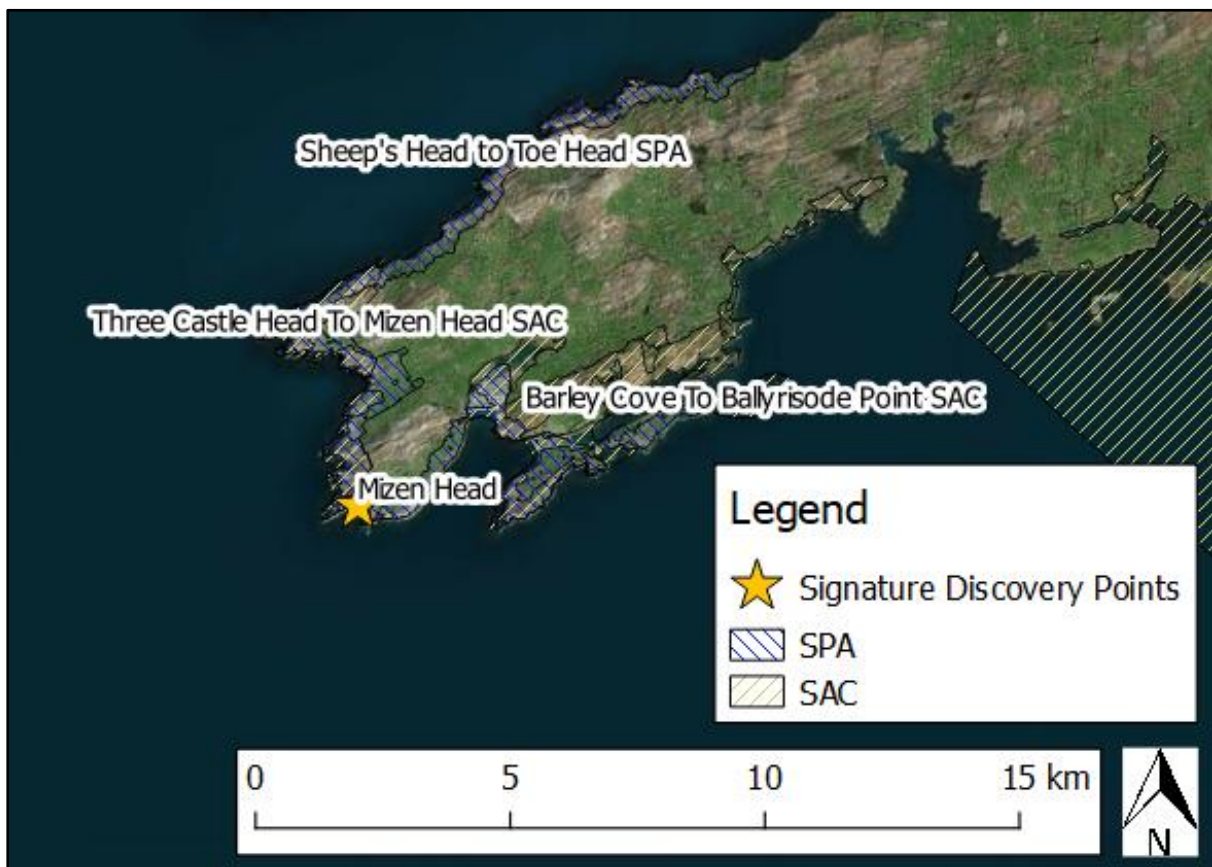 Sheep's Head to Toe Head SPA
Three Castle Head To Mizen Head SAC
Barley Cove To Ballyrisode Point SAC
Mizen Head
Legend
Signature Discovery Points
SPA
SAC
0 5 10 15 km
N